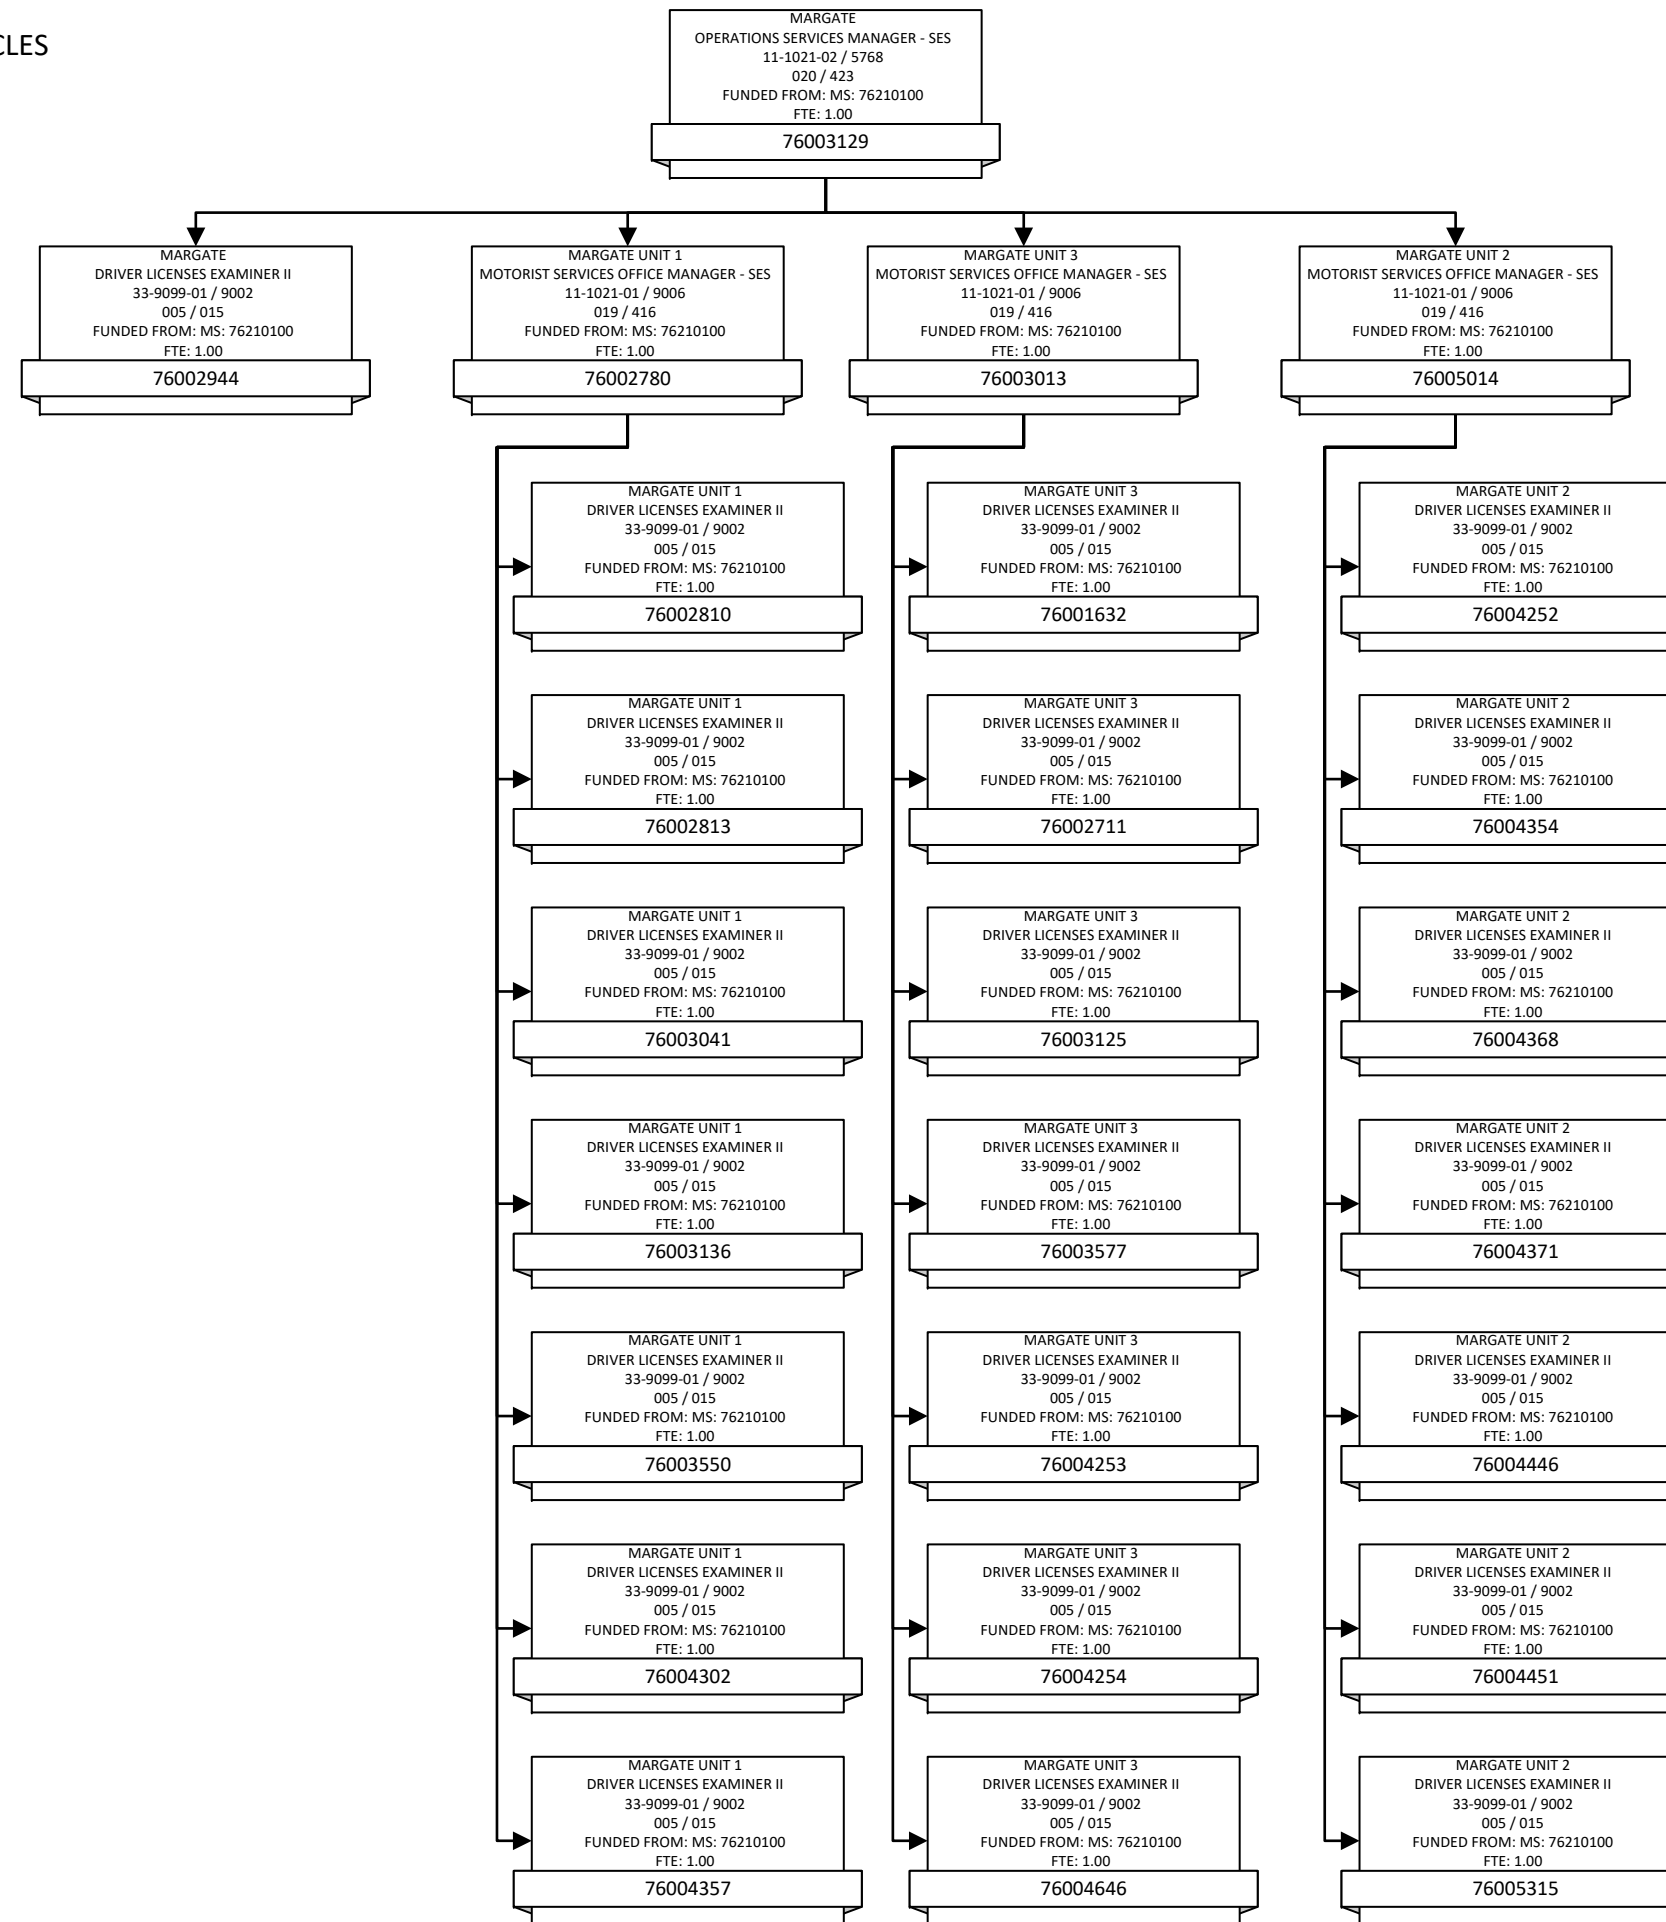 CLES
MARGATE
OPERATIONS SERVICES MANAGER - SES
11-1021-02 / 5768
020 / 423
FUNDED FROM: MS: 76210100
FTE: 1.00
76003129
MARGATE
DRIVER LICENSES EXAMINER II
33-9099-01 / 9002
005 / 015
FUNDED FROM: MS: 76210100
FTE: 1.00
76002944
MARGATE UNIT 1
MOTORIST SERVICES OFFICE MANAGER - SES
11-1021-01 / 9006
019 / 416
FUNDED FROM: MS: 76210100
FTE: 1.00
76002780
MARGATE UNIT 3
MOTORIST SERVICES OFFICE MANAGER - SES
11-1021-01 / 9006
019 / 416
FUNDED FROM: MS: 76210100
FTE: 1.00
76003013
MARGATE UNIT 2
MOTORIST SERVICES OFFICE MANAGER - SES
11-1021-01 / 9006
019 / 416
FUNDED FROM: MS: 76210100
FTE: 1.00
76005014
MARGATE UNIT 1
DRIVER LICENSES EXAMINER II
33-9099-01 / 9002
005 / 015
FUNDED FROM: MS: 76210100
FTE: 1.00
76002810
MARGATE UNIT 3
DRIVER LICENSES EXAMINER II
33-9099-01 / 9002
005 / 015
FUNDED FROM: MS: 76210100
FTE: 1.00
76001632
MARGATE UNIT 2
DRIVER LICENSES EXAMINER II
33-9099-01 / 9002
005 / 015
FUNDED FROM: MS: 76210100
FTE: 1.00
76004252
MARGATE UNIT 1
DRIVER LICENSES EXAMINER II
33-9099-01 / 9002
005 / 015
FUNDED FROM: MS: 76210100
FTE: 1.00
76002813
MARGATE UNIT 3
DRIVER LICENSES EXAMINER II
33-9099-01 / 9002
005 / 015
FUNDED FROM: MS: 76210100
FTE: 1.00
76002711
MARGATE UNIT 2
DRIVER LICENSES EXAMINER II
33-9099-01 / 9002
005 / 015
FUNDED FROM: MS: 76210100
FTE: 1.00
76004354
MARGATE UNIT 1
DRIVER LICENSES EXAMINER II
33-9099-01 / 9002
005 / 015
FUNDED FROM: MS: 76210100
FTE: 1.00
76003041
MARGATE UNIT 3
DRIVER LICENSES EXAMINER II
33-9099-01 / 9002
005 / 015
FUNDED FROM: MS: 76210100
FTE: 1.00
76003125
MARGATE UNIT 2
DRIVER LICENSES EXAMINER II
33-9099-01 / 9002
005 / 015
FUNDED FROM: MS: 76210100
FTE: 1.00
76004368
MARGATE UNIT 1
DRIVER LICENSES EXAMINER II
33-9099-01 / 9002
005 / 015
FUNDED FROM: MS: 76210100
FTE: 1.00
76003136
MARGATE UNIT 3
DRIVER LICENSES EXAMINER II
33-9099-01 / 9002
005 / 015
FUNDED FROM: MS: 76210100
FTE: 1.00
76003577
MARGATE UNIT 2
DRIVER LICENSES EXAMINER II
33-9099-01 / 9002
005 / 015
FUNDED FROM: MS: 76210100
FTE: 1.00
76004371
MARGATE UNIT 1
DRIVER LICENSES EXAMINER II
33-9099-01 / 9002
005 / 015
FUNDED FROM: MS: 76210100
FTE: 1.00
76003550
MARGATE UNIT 3
DRIVER LICENSES EXAMINER II
33-9099-01 / 9002
005 / 015
FUNDED FROM: MS: 76210100
FTE: 1.00
76004253
MARGATE UNIT 2
DRIVER LICENSES EXAMINER II
33-9099-01 / 9002
005 / 015
FUNDED FROM: MS: 76210100
FTE: 1.00
76004446
MARGATE UNIT 1
DRIVER LICENSES EXAMINER II
33-9099-01 / 9002
005 / 015
FUNDED FROM: MS: 76210100
FTE: 1.00
76004302
MARGATE UNIT 3
DRIVER LICENSES EXAMINER II
33-9099-01 / 9002
005 / 015
FUNDED FROM: MS: 76210100
FTE: 1.00
76004254
MARGATE UNIT 2
DRIVER LICENSES EXAMINER II
33-9099-01 / 9002
005 / 015
FUNDED FROM: MS: 76210100
FTE: 1.00
76004451
MARGATE UNIT 1
DRIVER LICENSES EXAMINER II
33-9099-01 / 9002
005 / 015
FUNDED FROM: MS: 76210100
FTE: 1.00
76004357
MARGATE UNIT 3
DRIVER LICENSES EXAMINER II
33-9099-01 / 9002
005 / 015
FUNDED FROM: MS: 76210100
FTE: 1.00
76004646
MARGATE UNIT 2
DRIVER LICENSES EXAMINER II
33-9099-01 / 9002
005 / 015
FUNDED FROM: MS: 76210100
FTE: 1.00
76005315